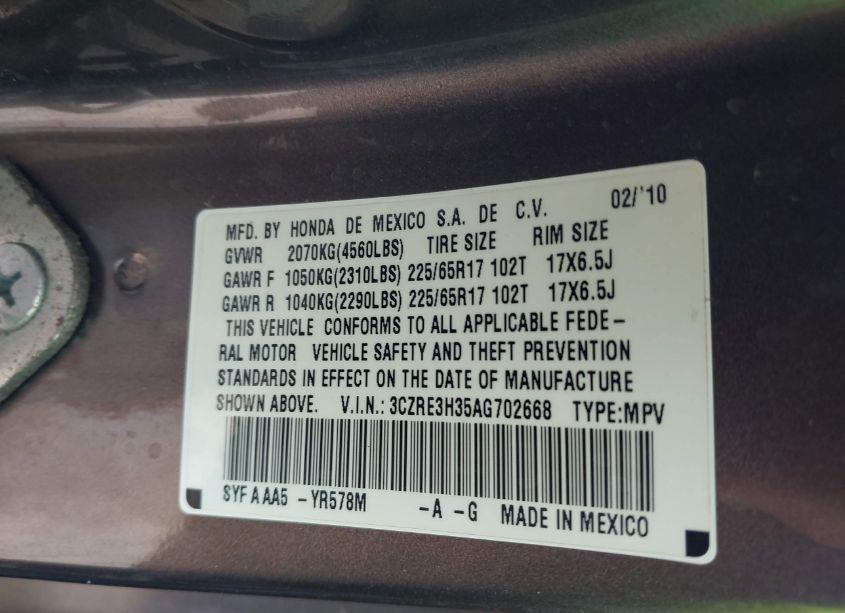 MFD. BY HONDA DE MEXICO S.A. DE C.V. 02/'10
GVWR 2070KG(4560LBS) TIRE SIZE RIM SIZE
GAWR F 1050KG(2310LBS) 225/65R17 102T 17X6.5J
GAWR R 1040KG(2290LBS) 225/65R17 102T 17X6.5J
THIS VEHICLE CONFORMS TO ALL APPLICABLE FEDE-
RAL MOTOR VEHICLE SAFETY AND THEFT PREVENTION
STANDARDS IN EFFECT ON THE DATE OF MANUFACTURE
SHOWN ABOVE. V.I.N.: 3CZRE3H35AG702668 TYPE:MPV
SYF A AA5 -YR578M -A -G MADE IN MEXICO